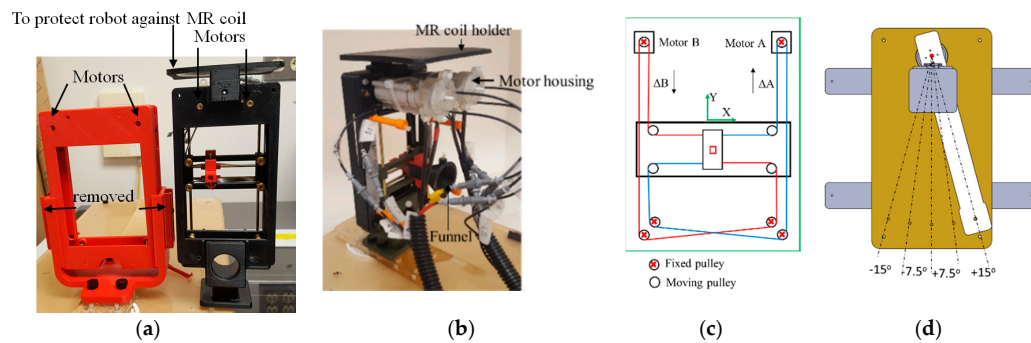 To protect robot against MR coil
Motors
Motors
removed
MR coil holder
Motor housing
Funnel
Motor B
Motor A
ΔB
ΔA
Y
X
Fixed pulley
Moving pulley
-15°
-7.5°
+7.5°
+15°
(a)
(b)
(c)
(d)